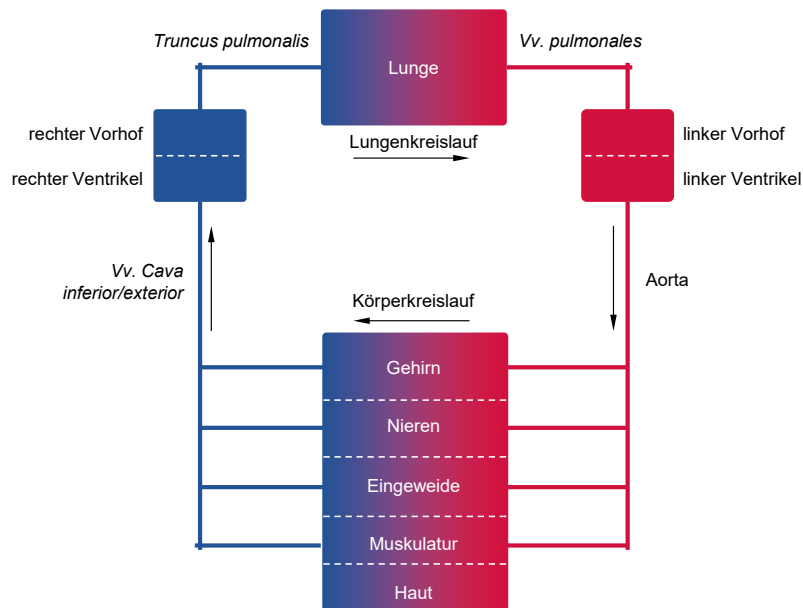 Truncus pulmonalis
Vv. pulmonales
Lunge
rechter Vorhof
rechter Ventrikel
Lungenkreislauf
linker Vorhof
linker Ventrikel
Vv. Cava
inferior/exterior
Körperkreislauf
Aorta
Gehirn
Nieren
Eingeweide
Muskulatur
Haut